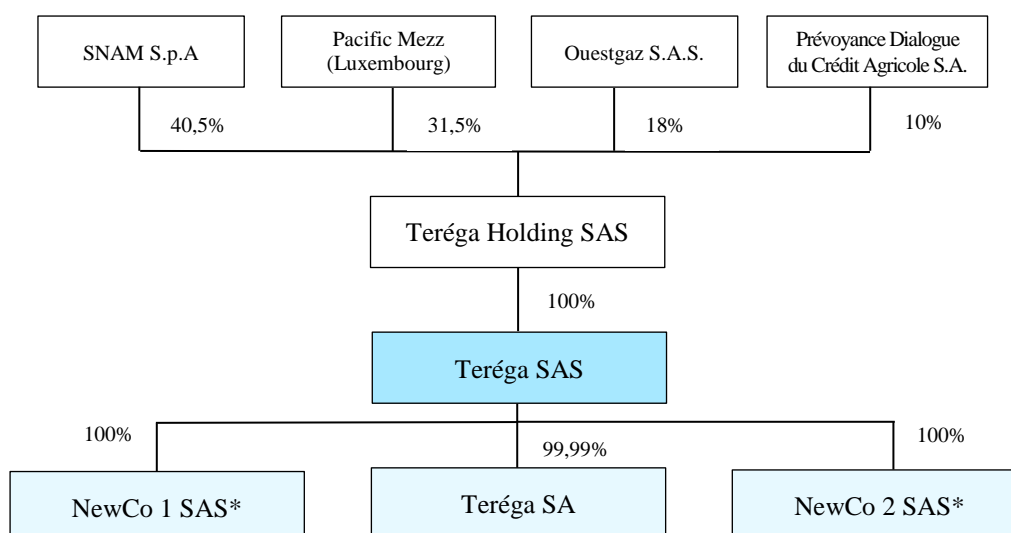 SNAM S.p.A
Pacific Mezz
(Luxembourg)
Ouestgaz S.A.S.
Prévoyance Dialogue
du Crédit Agricole S.A.
40,5%
31,5%
18%
10%
Teréga Holding SAS
100%
Teréga SAS
100%
99,99%
100%
NewCo 1 SAS*
Teréga SA
NewCo 2 SAS*